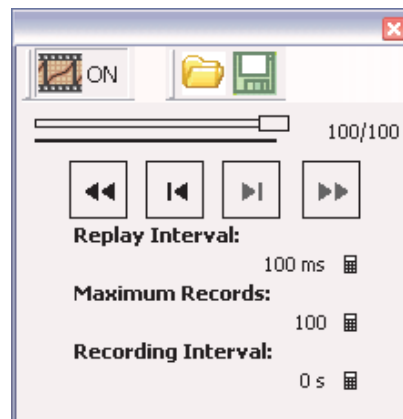 ON
100/100
Replay Interval:
100 ms
Maximum Records:
100
Recording Interval:
0 s